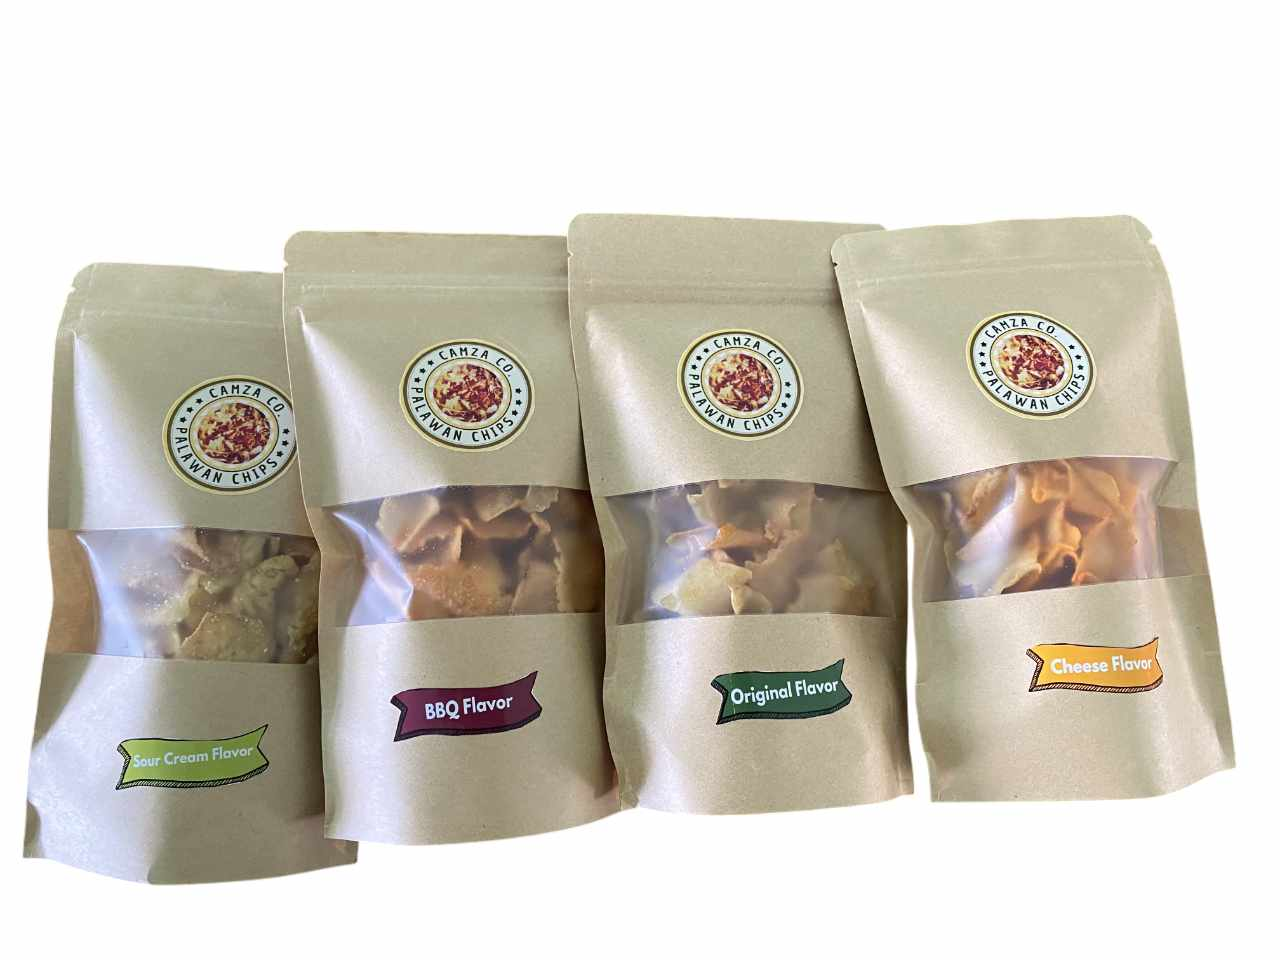 CAMZA CO.
PALAWAN CHIPS
Sour Cream Flavor
CAMZA CO.
PALAWAN CHIPS
BBQ Flavor
CAMZA CO.
PALAWAN CHIPS
Original Flavor
CAMZA CO.
PALAWAN CHIPS
Cheese Flavor